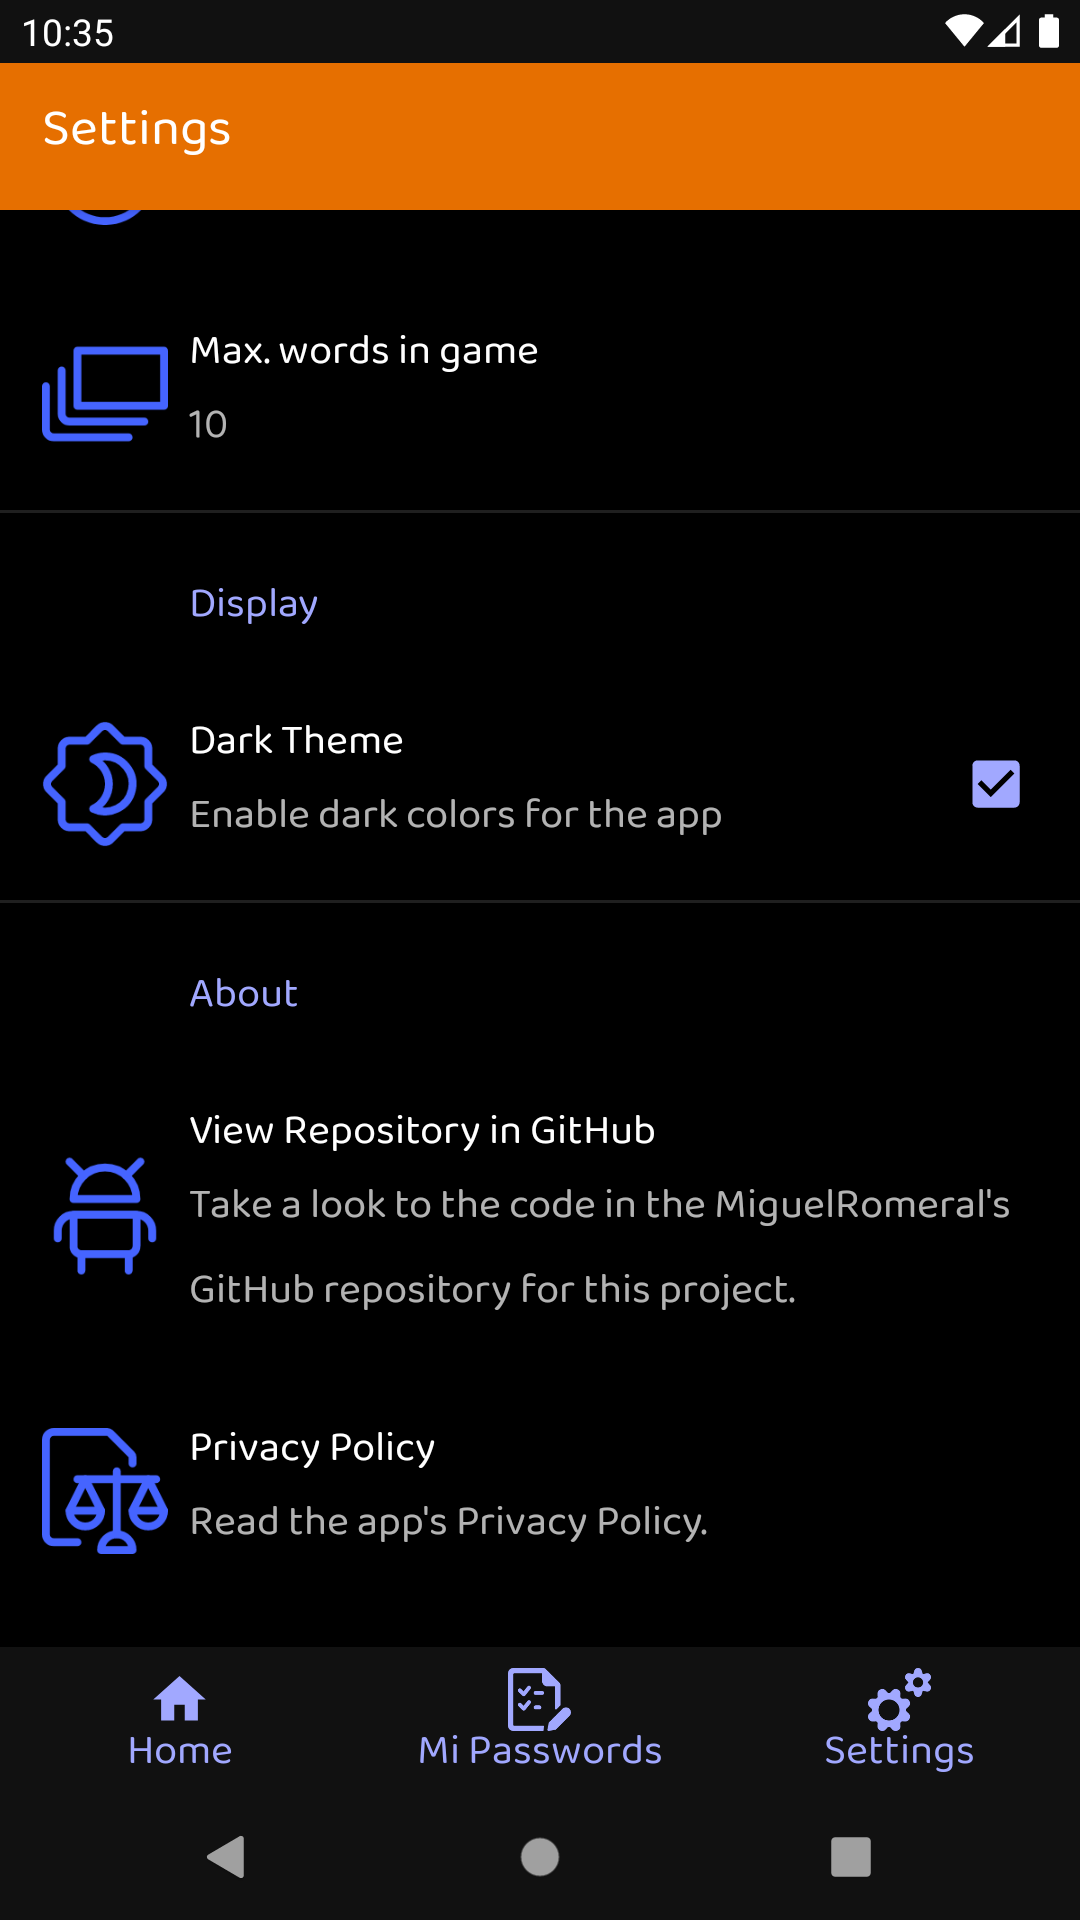 10:35
Settings
Max. words in game
10
Display
Dark Theme
Enable dark colors for the app
About
View Repository in GitHub
Take a look to the code in the MiguelRomeral's
GitHub repository for this project.
Privacy Policy
Read the app's Privacy Policy.
Home
Mi Passwords
Settings